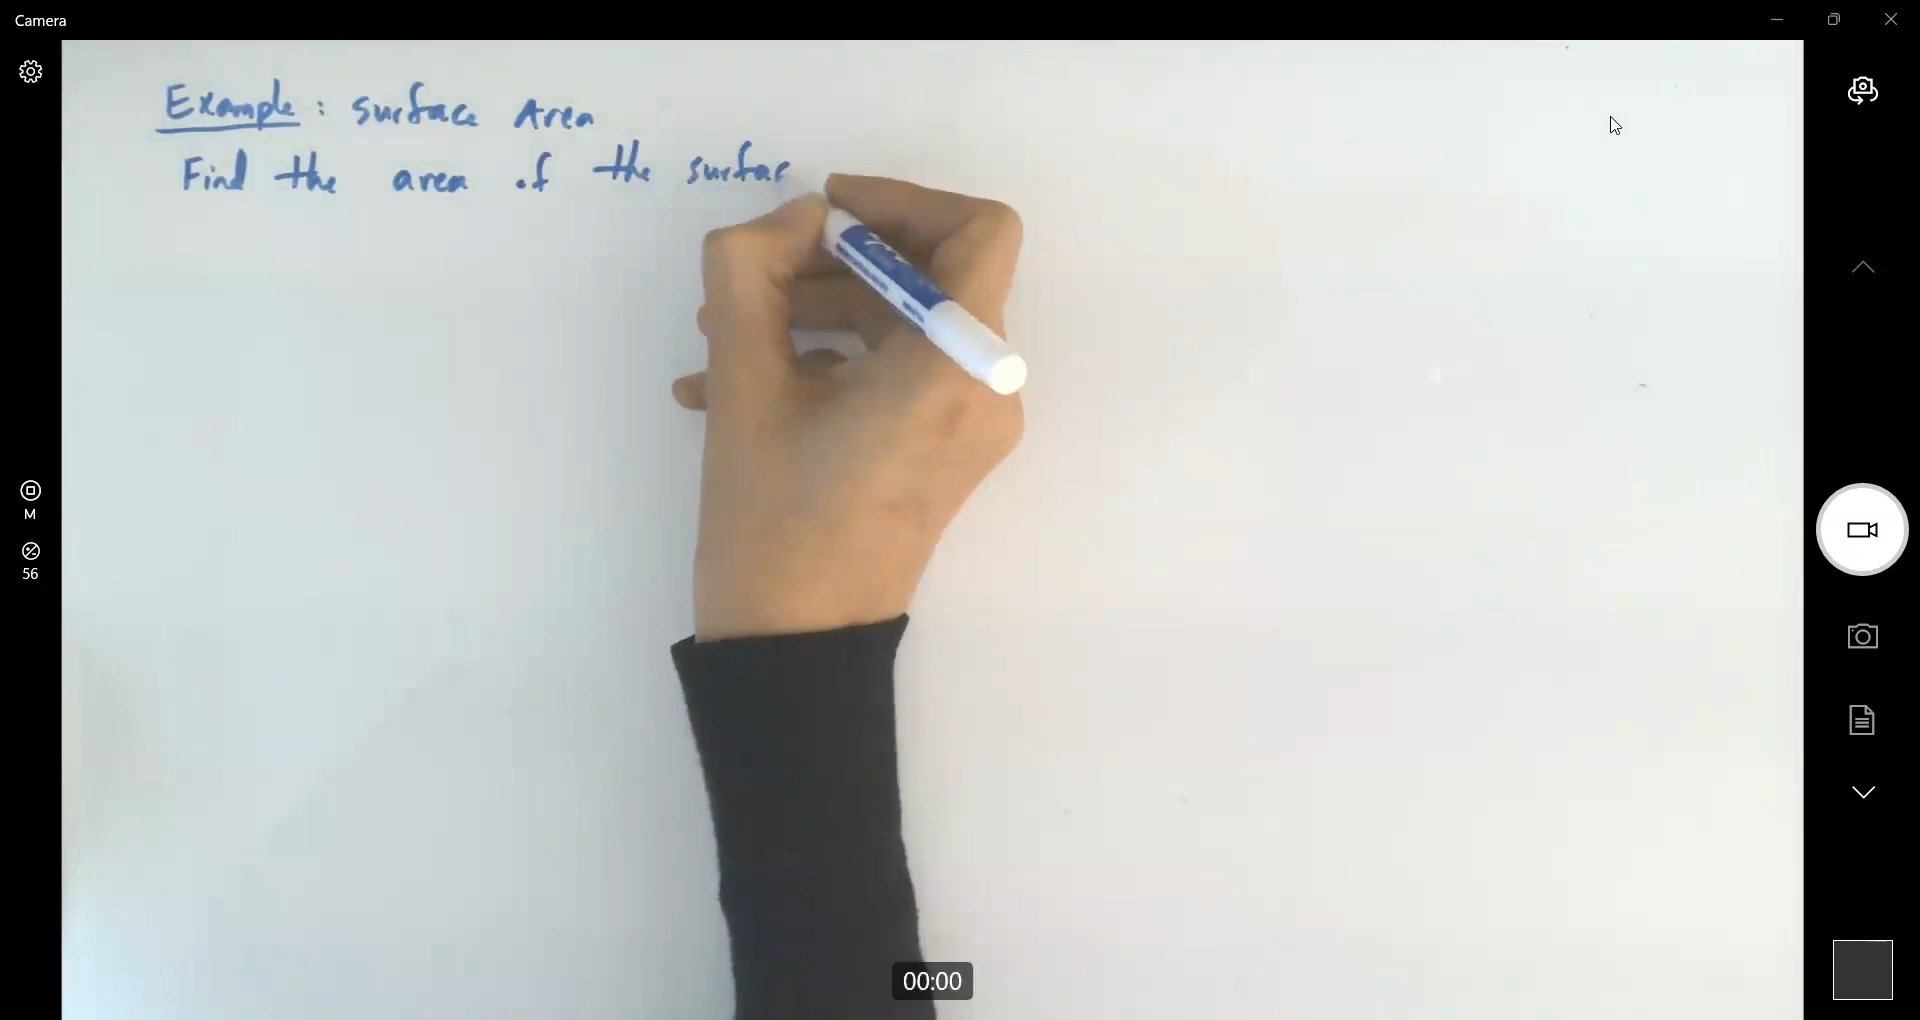 Camera
Example: Surface Area
Find the area of the surfac
M
56
00:00